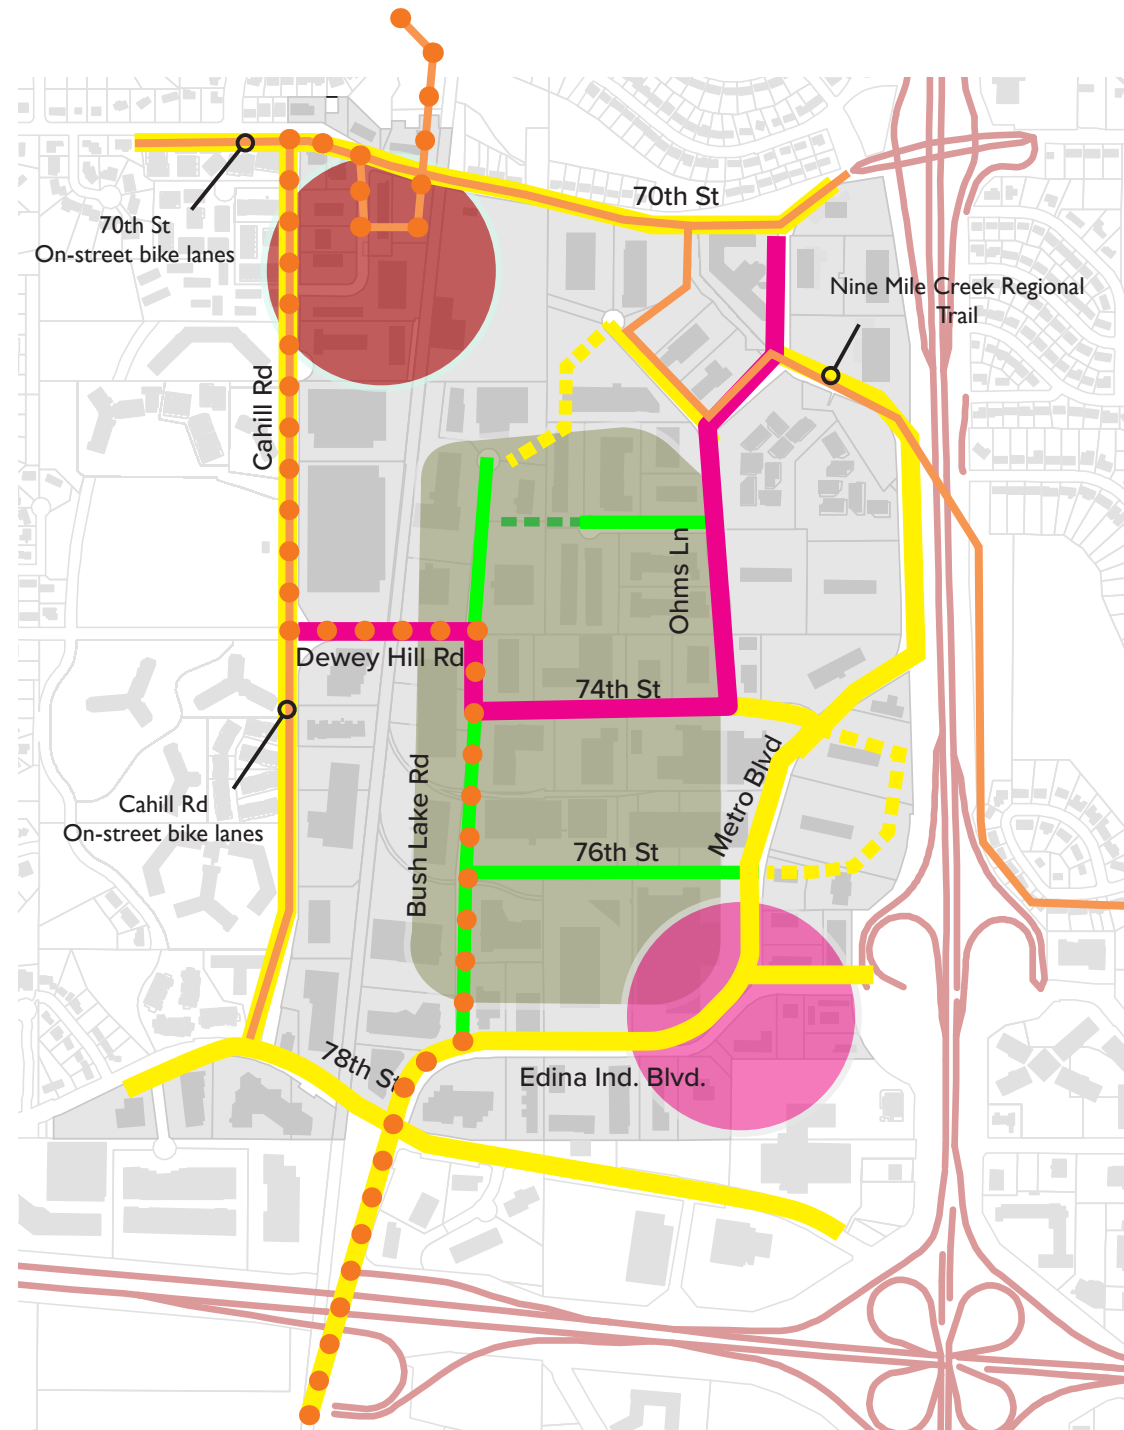 70th St
70th St
On-street bike lanes
Nine Mile Creek Regional
Trail
Cahill Rd
Ohms Ln
Dewey Hill Rd
74th St
Metro Blvd
Bush Lake Rd
Cahill Rd
On-street bike lanes
76th St
78th St
Edina Ind. Blvd.